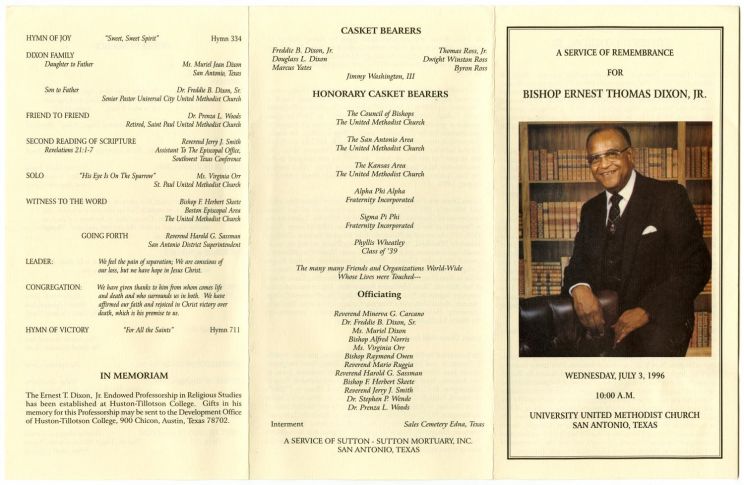 HYMN OF JOY "Sweet, Sweet Spirit" Hymn 334
DIXON FAMILY
Daughter to Father Ms. Muriel Jean Dixon
San Antonio, Texas
Son to Father Dr. Freddie B. Dixon, Sr.
Senior Pastor Universal City United Methodist Church
FRIEND TO FRIEND Dr. Prenza L. Woods
Retired, Saint Paul United Methodist Church
SECOND READING OF SCRIPTURE Reverend Jerry J. Smith
Revelations 21:1-7 Assistant To The Episcopal Office,
Southwest Texas Conference
SOLO "His Eye Is On The Sparrow" Ms. Virginia Orr
St. Paul United Methodist Church
WITNESS TO THE WORD Bishop F. Herbert Skeete
Boston Episcopal Area
The United Methodist Church
GOING FORTH Reverend Harold G. Sassman
San Antonio District Superintendent
LEADER: We feel the pain of separation; We are conscious of
our loss, but we have hope in Jesus Christ.
CONGREGATION: We have given thanks to him from whom comes life
and death and who surrounds us in both. We have
affirmed our faith and rejoiced in Christ victory over
death, which is his promise to us.
HYMN OF VICTORY "For All the Saints" Hymn 711
IN MEMORIAM
The Ernest T. Dixon, Jr. Endowed Professorship in Religious Studies
has been established at Huston-Tillotson College. Gifts in his
memory for this Professorship may be sent to the Development Office
of Huston-Tillotson College, 900 Chicon, Austin, Texas 78702.
CASKET BEARERS
Freddie B. Dixon, Jr. Thomas Ross, Jr.
Douglass L. Dixon Dwight Winston Ross
Marcus Yates Byron Ross
Jimmy Washington, III
HONORARY CASKET BEARERS
The Council of Bishops
The United Methodist Church
The San Antonio Area
The United Methodist Church
The Kansas Area
The United Methodist Church
Alpha Phi Alpha
Fraternity Incorporated
Sigma Pi Phi
Fraternity Incorporated
Phyllis Wheatley
Class of '39
The many many Friends and Organizations World-Wide
Whose Lives were Touched---
Officiating
Reverend Minerva G. Carcano
Dr. Freddie B. Dixon, Sr.
Ms. Muriel Dixon
Bishop Alfred Norris
Ms. Virginia Orr
Bishop Raymond Owen
Reverend Mario Ruggia
Reverend Harold G. Sassman
Bishop F. Herbert Skeete
Reverend Jerry J. Smith
Dr. Stephen P. Wende
Dr. Prenza L. Woods
Interment Sales Cemetery Edna, Texas
A SERVICE OF SUTTON - SUTTON MORTUARY, INC.
SAN ANTONIO, TEXAS
A SERVICE OF REMEMBRANCE
FOR
BISHOP ERNEST THOMAS DIXON, JR.
WEDNESDAY, JULY 3, 1996
10:00 A.M.
UNIVERSITY UNITED METHODIST CHURCH
SAN ANTONIO, TEXAS